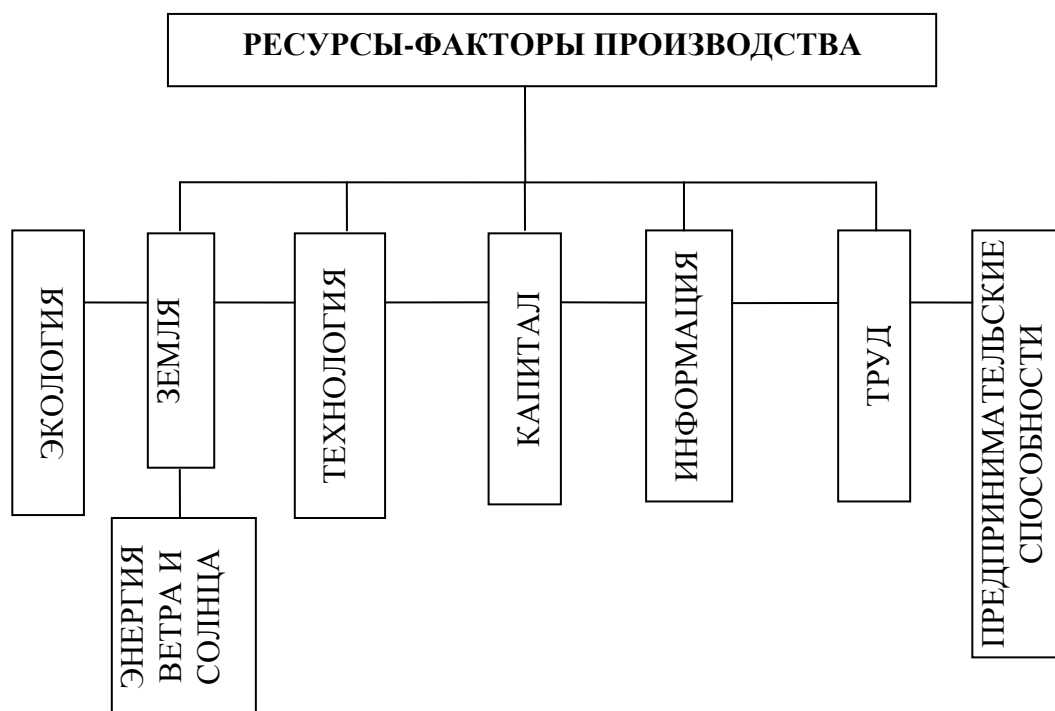 РЕСУРСЫ-ФАКТОРЫ ПРОИЗВОДСТВА
ЭКОЛОГИЯ
ЗЕМЛЯ
ТЕХНОЛОГИЯ
КАПИТАЛ
ИНФОРМАЦИЯ
ТРУД
ПРЕДПРИНИМАТЕЛЬСКИЕ
СПОСОБНОСТИ
ЭНЕРГИЯ
ВЕТРА И
СОЛНЦА